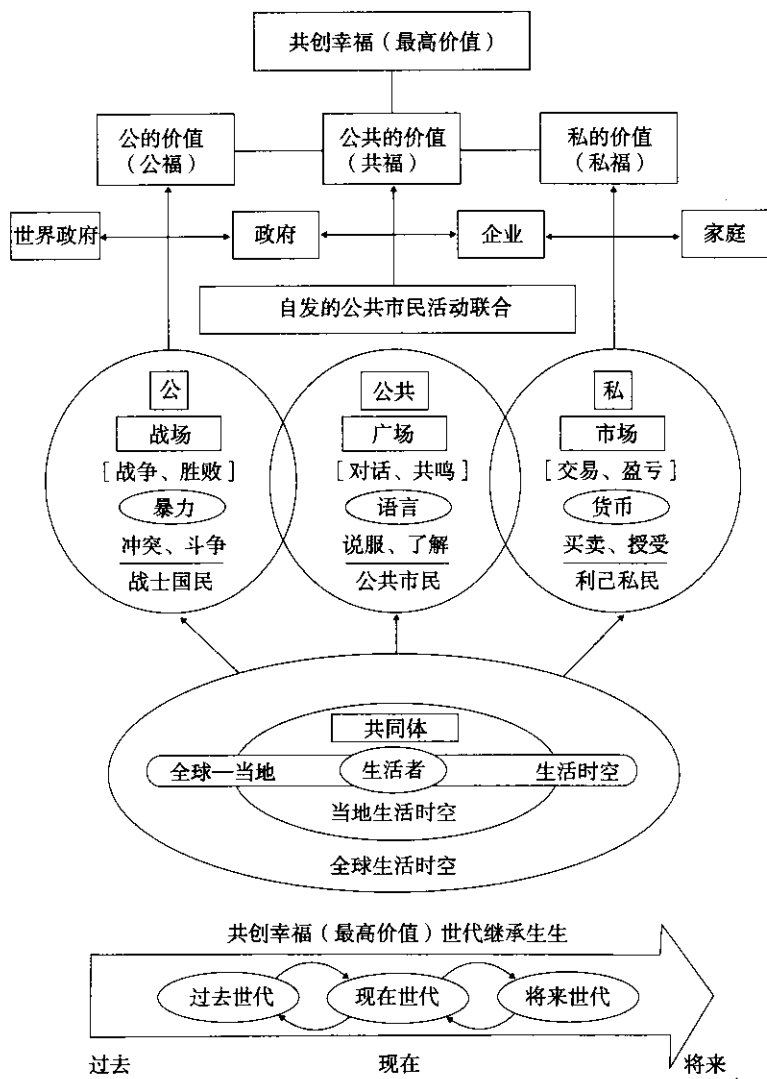 共创幸福（最高价值）
公的价值
（公福）
公共的价值
（共福）
私的价值
（私福）
世界政府
政府
企业
家庭
自发的公共市民活动联合
公
战场
[战争、胜败]
暴力
冲突、斗争
战士国民
公共
广场
[对话、共鸣]
语言
说服、了解
公共市民
私
市场
[交易、盈亏]
货币
买卖、授受
利己私民
共同体
全球—当地
生活者
生活时空
当地生活时空
全球生活时空
共创幸福（最高价值）世代继承生生
过去世代
现在世代
将来世代
过去
现在
将来